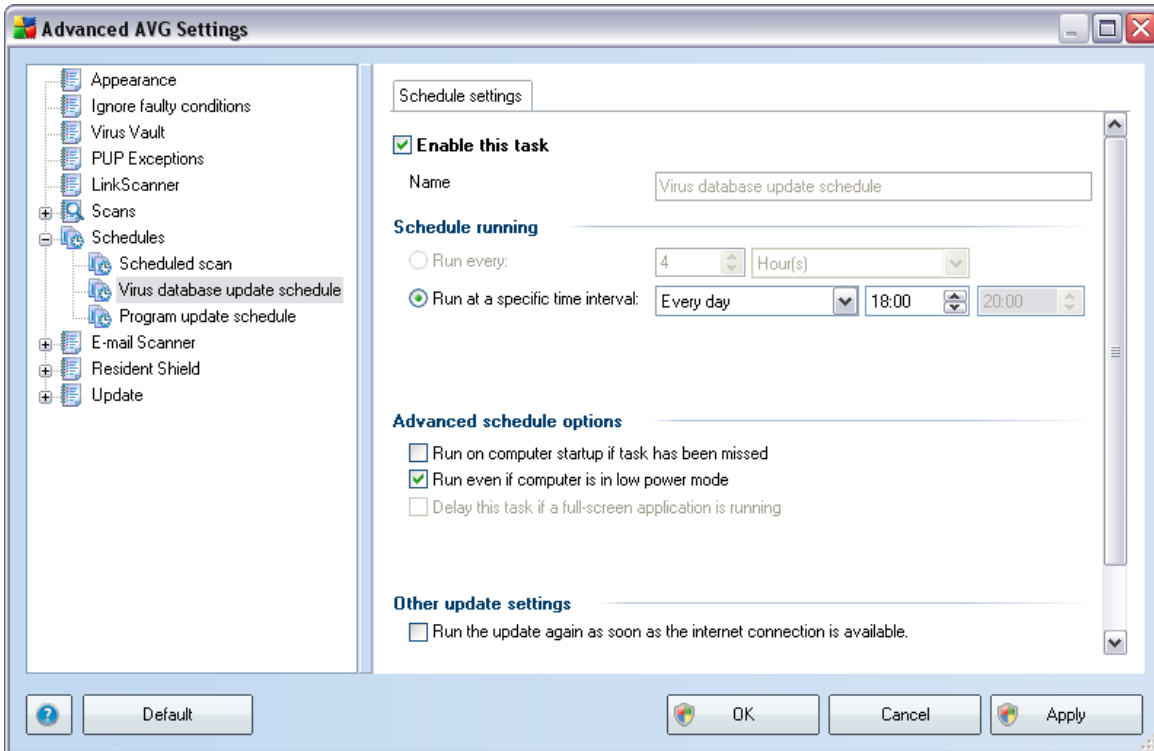 Advanced AVG Settings
Appearance
Ignore faulty conditions
Virus Vault
PUP Exceptions
LinkScanner
Scans
Schedules
Scheduled scan
Virus database update schedule
Program update schedule
E-mail Scanner
Resident Shield
Update
Schedule settings
Enable this task
Name Virus database update schedule
Schedule running
Run every: 4 Hour(s)
Run at a specific time interval: Every day 18:00 20:00
Advanced schedule options
Run on computer startup if task has been missed
Run even if computer is in low power mode
Delay this task if a full-screen application is running
Other update settings
Run the update again as soon as the internet connection is available.
? Default OK Cancel Apply